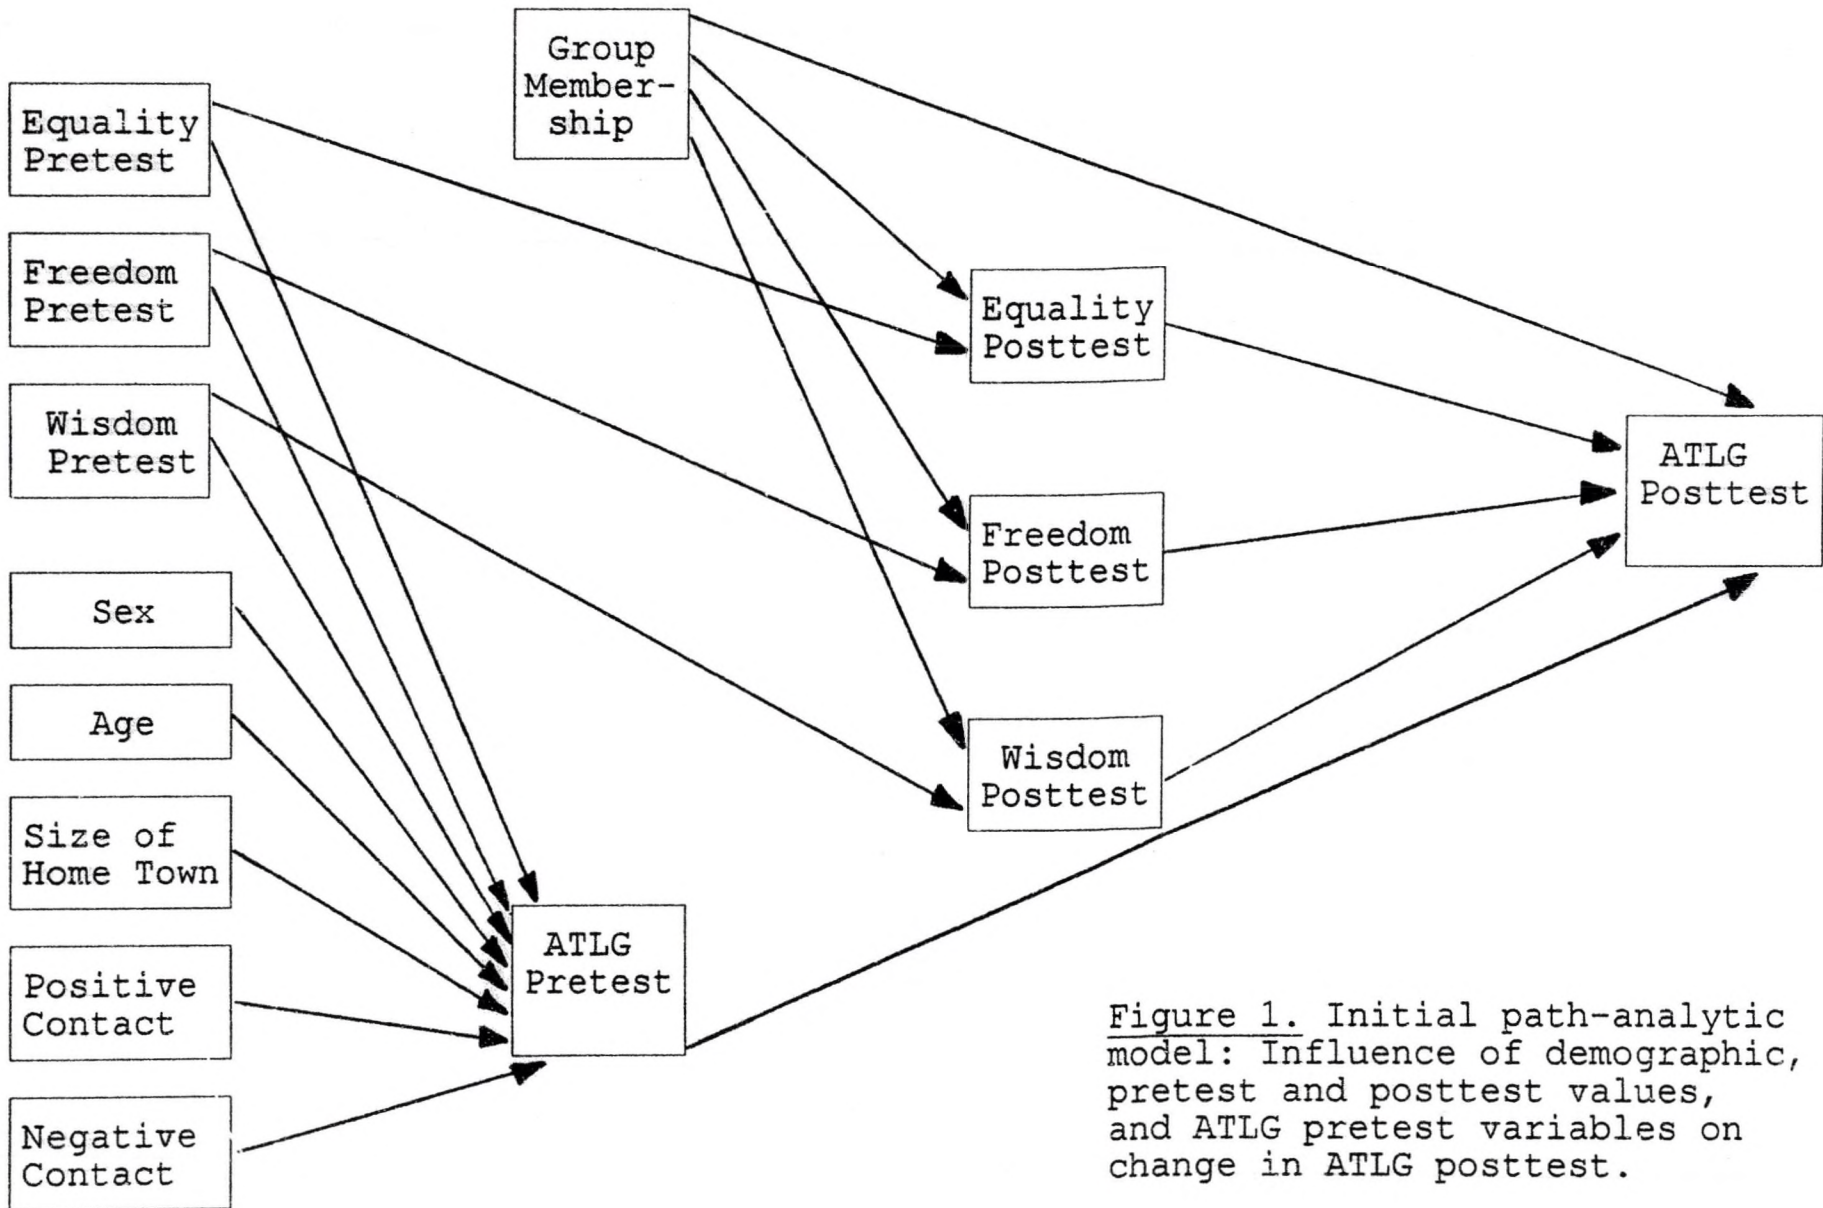 Group
Member-
ship
Equality
Pretest
Freedom
Pretest
Wisdom
Pretest
Sex
Age
Size of
Home Town
Positive
Contact
Negative
Contact
ATLG
Pretest
Equality
Posttest
Freedom
Posttest
Wisdom
Posttest
ATLG
Posttest
Figure 1. Initial path-analytic
model: Influence of demographic,
pretest and posttest values,
and ATLG pretest variables on
change in ATLG posttest.